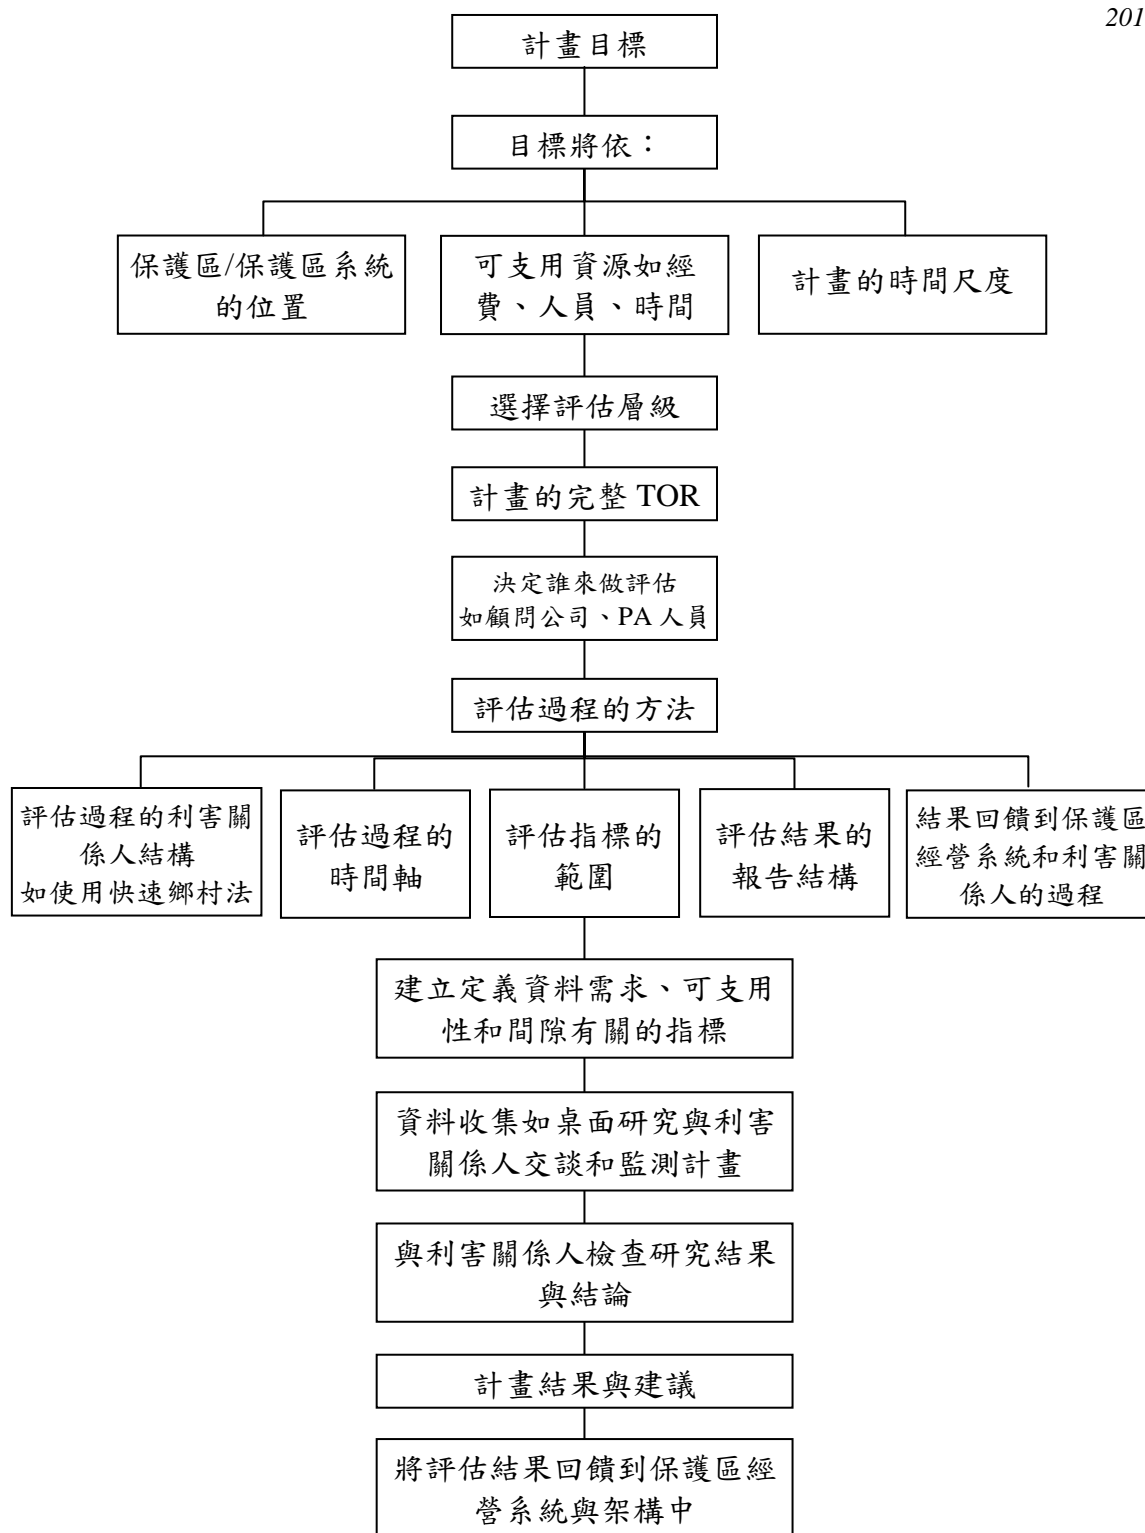 201
計畫目標
目標將依：
保護區/保護區系統
的位置
可支用資源如經
費、人員、時間
計畫的時間尺度
選擇評估層級
計畫的完整 TOR
決定誰來做評估
如顧問公司、PA 人員
評估過程的方法
評估過程的利害關
係人結構
如使用快速鄉村法
評估過程的
時間軸
評估指標的
範圍
評估結果的
報告結構
結果回饋到保護區
經營系統和利害關
係人的過程
建立定義資料需求、可支用
性和間隙有關的指標
資料收集如桌面研究與利害
關係人交談和監測計畫
與利害關係人檢查研究結果
與結論
計畫結果與建議
將評估結果回饋到保護區經
營系統與架構中